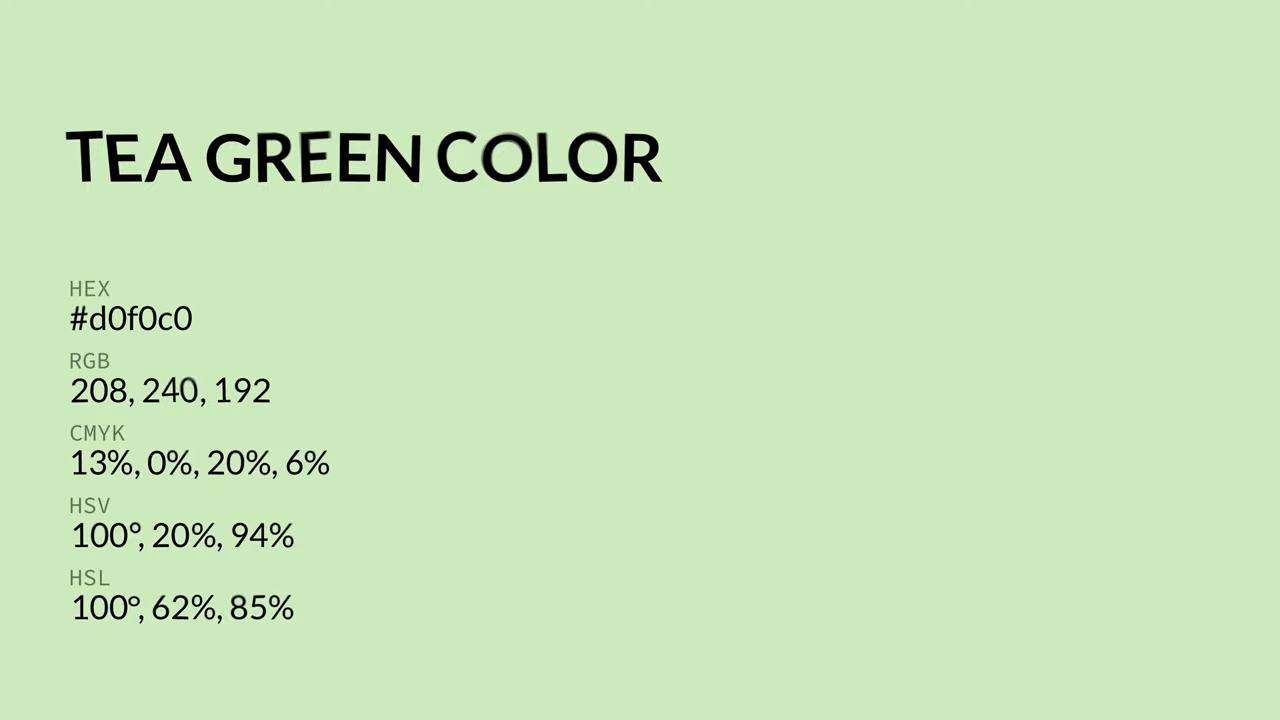 TEA GREEN COLOR
HEX
#d0f0c0
RGB
208, 240, 192
CMYK
13%, 0%, 20%, 6%
HSV
100°, 20%, 94%
HSL
100°, 62%, 85%